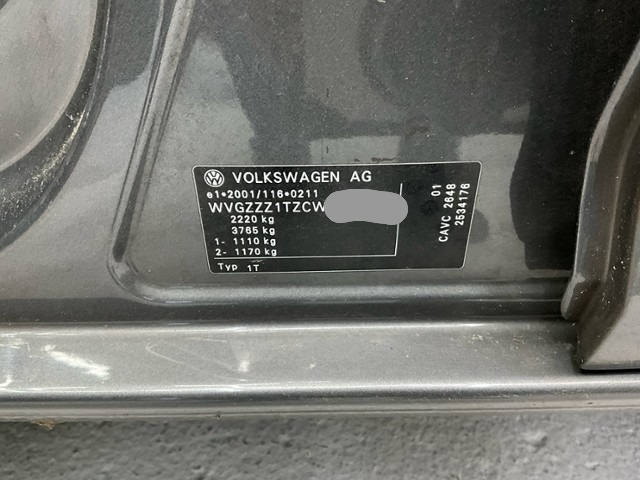 VOLKSWAGEN AG
e1*2001/116*0211
WVGZZZ1TZCW
2220 kg
3765 kg
1- 1110 kg
2- 1170 kg
Typ 1T
01
CAVC 2648
2534176